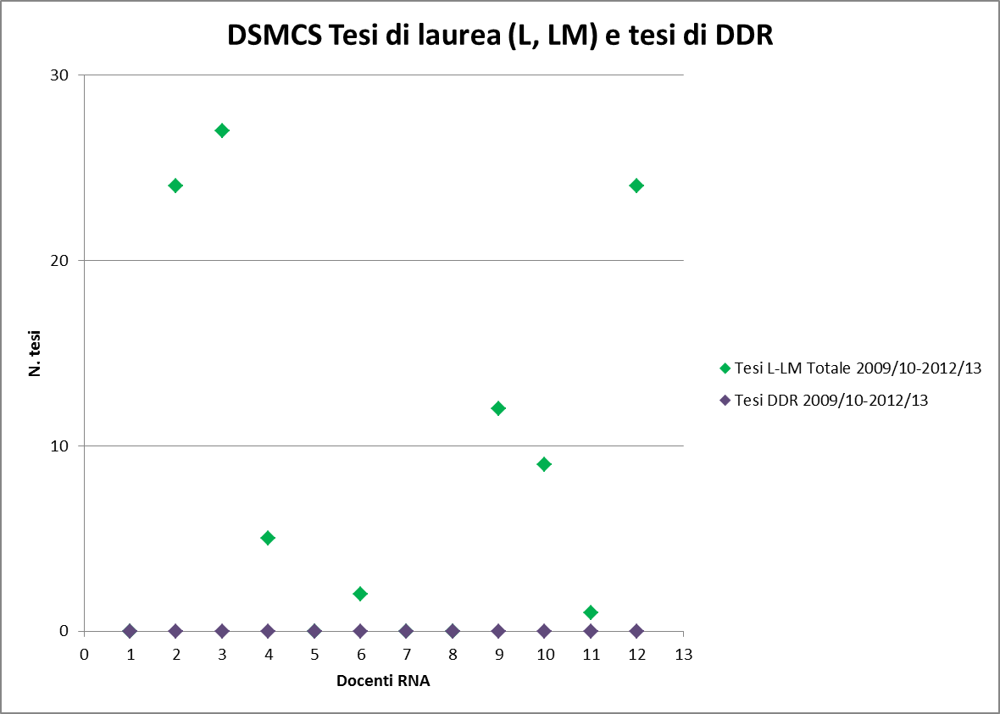 DSMCS Tesi di laurea (L, LM) e tesi di DDR
30
20
10
0
N. tesi
0 1 2 3 4 5 6 7 8 9 10 11 12 13
Docenti RNA
Tesi L-LM Totale 2009/10-2012/13
Tesi DDR 2009/10-2012/13